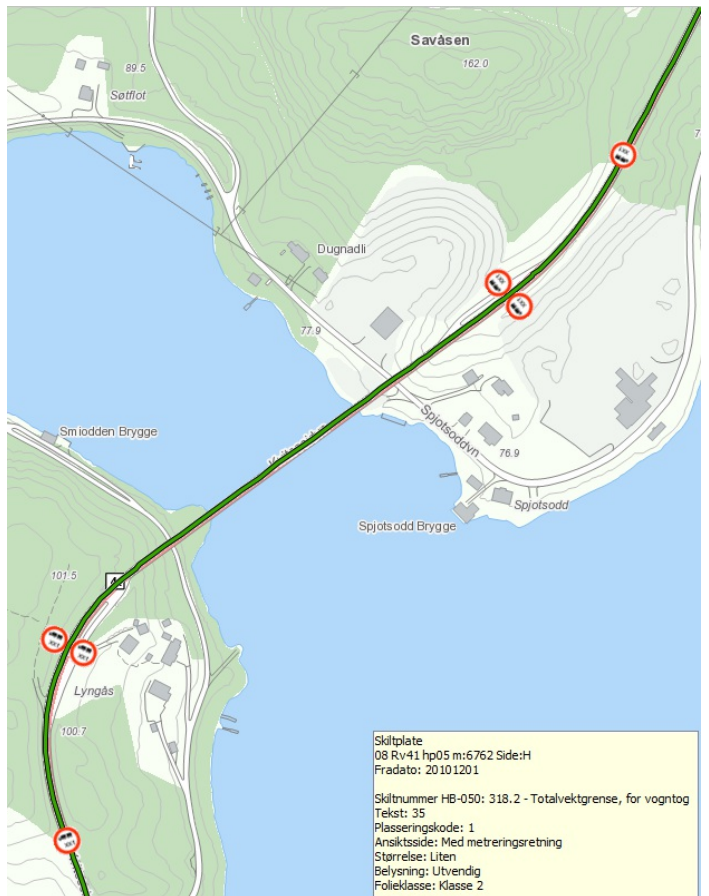 Savåsen
162.0
89.5
Søtflot
Dugnadli
77.9
Smiodden Brygge
Spjotsoddvn
76.9
Spjotsodd
Spjotsodd Brygge
101.5
Lyngås
100.7
Skiltplate
08 Rv41 hp05 m:6762 Side:H
Fradato: 20101201
Skiltnummer HB-050: 318.2 - Totalvektgrense, for vogntog
Tekst: 35
Plasseringskode: 1
Ansiktsside: Med metreringsretning
Størrelse: Liten
Belysning: Utvendig
Folieklasse: Klasse 2